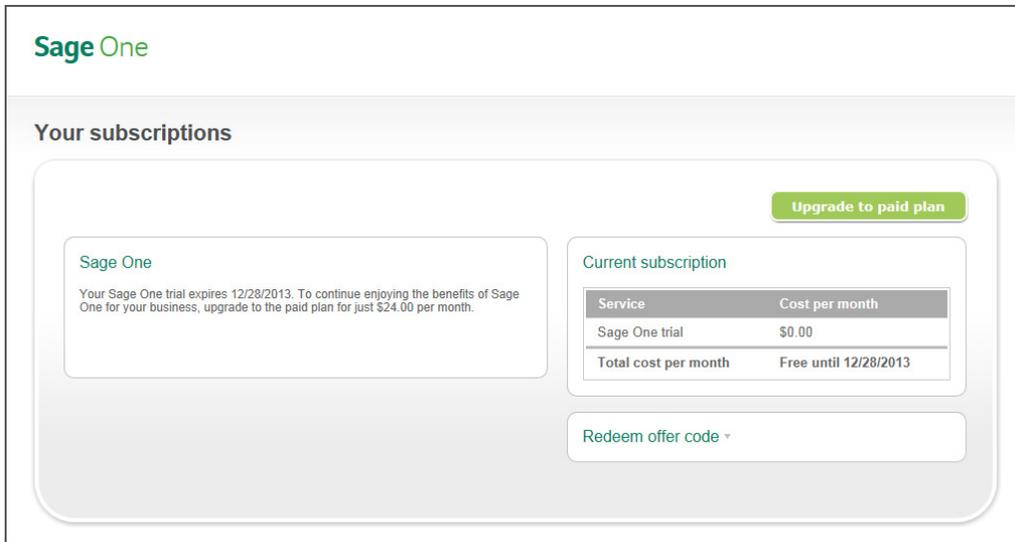 Sage One
Your subscriptions
Upgrade to paid plan
Sage One
Your Sage One trial expires 12/28/2013. To continue enjoying the benefits of Sage
One for your business, upgrade to the paid plan for just $24.00 per month.
Current subscription
Service Cost per month
Sage One trial $0.00
Total cost per month Free until 12/28/2013
Redeem offer code